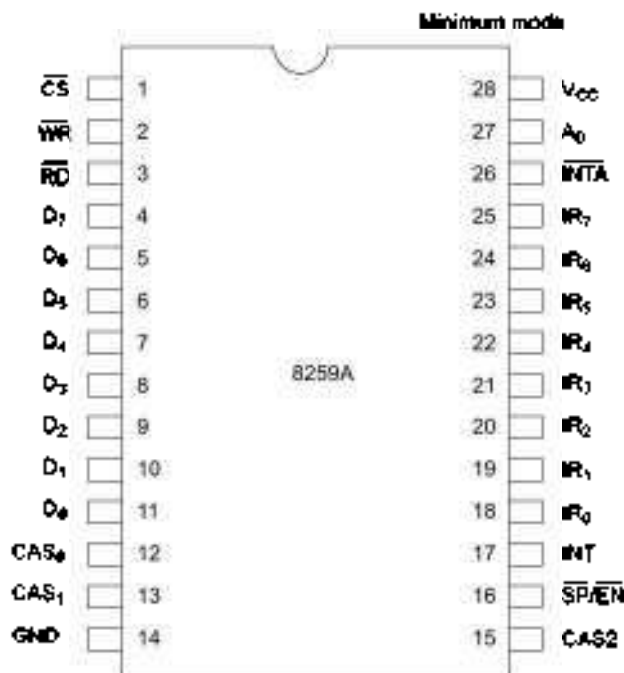 Minimum mode
CS 1 28 VCC
WR 2 27 A0
RD 3 26 INTA
D7 4 25 IR7
D6 5 24 IR6
D5 6 23 IR5
D4 7 22 IR4
D3 8 21 IR3
8259A
D2 9 20 IR2
D1 10 19 IR1
D0 11 18 IR0
CAS0 12 17 INT
CAS1 13 16 SP/EN
GND 14 15 CAS2